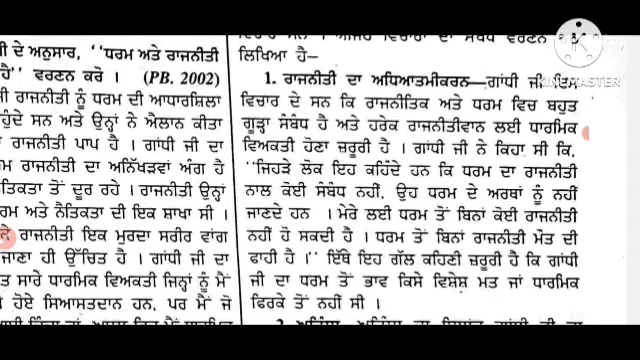 ੀ ਦੇ ਅਨੁਸਾਰ, ‘‘ਧਰਮ ਅਤੇ ਰਾਜਨੀਤੀ
ਹੈ’’ ਵਰਣਨ ਕਰੋ । (PB. 2002)
ੀ ਰਾਜਨੀਤੀ ਨੂੰ ਧਰਮ ਦੀ ਆਧਾਰਸ਼ਿਲਾ
ਹੁੰਦੇ ਸਨ ਅਤੇ ਉਨ੍ਹਾਂ ਨੇ ਐਲਾਨ ਕੀਤਾ
ਰਾਜਨੀਤੀ ਪਾਪ ਹੈ । ਗਾਂਧੀ ਜੀ ਦਾ
ਰਾਜਨੀਤੀ ਦਾ ਅਨਿੱਖੜਵਾਂ ਅੰਗ ਹੈ
ਤਿਕਤਾ ਤੋਂ ਦੂਰ ਰਹੇ । ਰਾਜਨੀਤੀ ਉਨ੍ਹਾਂ
ਰਮ ਅਤੇ ਨੈਤਿਕਤਾ ਦੀ ਇਕ ਸ਼ਾਖਾ ਸੀ ।
ਨੇ ਰਾਜਨੀਤੀ ਇਕ ਮੁਰਦਾ ਸਰੀਰ ਵਾਂਗ
ਜਾਣਾ ਹੀ ਉੱਚਿਤ ਹੈ । ਗਾਂਧੀ ਜੀ ਦਾ
ਤ ਸਾਰੇ ਧਾਰਮਿਕ ਵਿਅਕਤੀ ਜਿਨ੍ਹਾਂ ਨੂੰ ਮੈਂ
ਹੋਏ ਸਿਆਸਤਦਾਨ ਹਨ, ਪਰ ਮੈਂ ਜੋ
ਲਿਖਿਆ ਹੈ–
1. ਰਾਜਨੀਤੀ ਦਾ ਅਧਿਆਤਮੀਕਰਨ—ਗਾਂਧੀ ਜੀ ਇਸ
ਵਿਚਾਰ ਦੇ ਸਨ ਕਿ ਰਾਜਨੀਤਿਕ ਅਤੇ ਧਰਮ ਵਿਚ ਬਹੁਤ
ਗੂੜਾ ਸੰਬੰਧ ਹੈ ਅਤੇ ਹਰੇਕ ਰਾਜਨੀਤੀਵਾਨ ਲਈ ਧਾਰਮਿਕ
ਵਿਅਕਤੀ ਹੋਣਾ ਜ਼ਰੂਰੀ ਹੈ । ਗਾਂਧੀ ਜੀ ਨੇ ਕਿਹਾ ਸੀ ਕਿ,
‘‘ਜਿਹੜੇ ਲੋਕ ਇਹ ਕਹਿੰਦੇ ਹਨ ਕਿ ਧਰਮ ਦਾ ਰਾਜਨੀਤੀ
ਨਾਲ ਕੋਈ ਸੰਬੰਧ ਨਹੀਂ, ਉਹ ਧਰਮ ਦੇ ਅਰਥਾਂ ਨੂੰ ਨਹੀਂ
ਜਾਣਦੇ ਹਨ । ਮੇਰੇ ਲਈ ਧਰਮ ਤੋਂ ਬਿਨਾਂ ਕੋਈ ਰਾਜਨੀਤੀ
ਨਹੀਂ ਹੋ ਸਕਦੀ ਹੈ । ਧਰਮ ਤੋਂ ਬਿਨਾਂ ਰਾਜਨੀਤੀ ਮੌਤ ਦੀ
ਫਾਹੀ ਹੈ ।’’ ਇੱਥੇ ਇਹ ਗੱਲ ਕਹਿਣੀ ਜ਼ਰੂਰੀ ਹੈ ਕਿ ਗਾਂਧੀ
ਜੀ ਦਾ ਧਰਮ ਤੋਂ ਭਾਵ ਕਿਸੇ ਵਿਸ਼ੇਸ਼ ਮਤ ਜਾਂ ਧਾਰਮਿਕ
ਫਿਰਕੇ ਤੋਂ ਨਹੀਂ ਸੀ ।
KINEMASTER